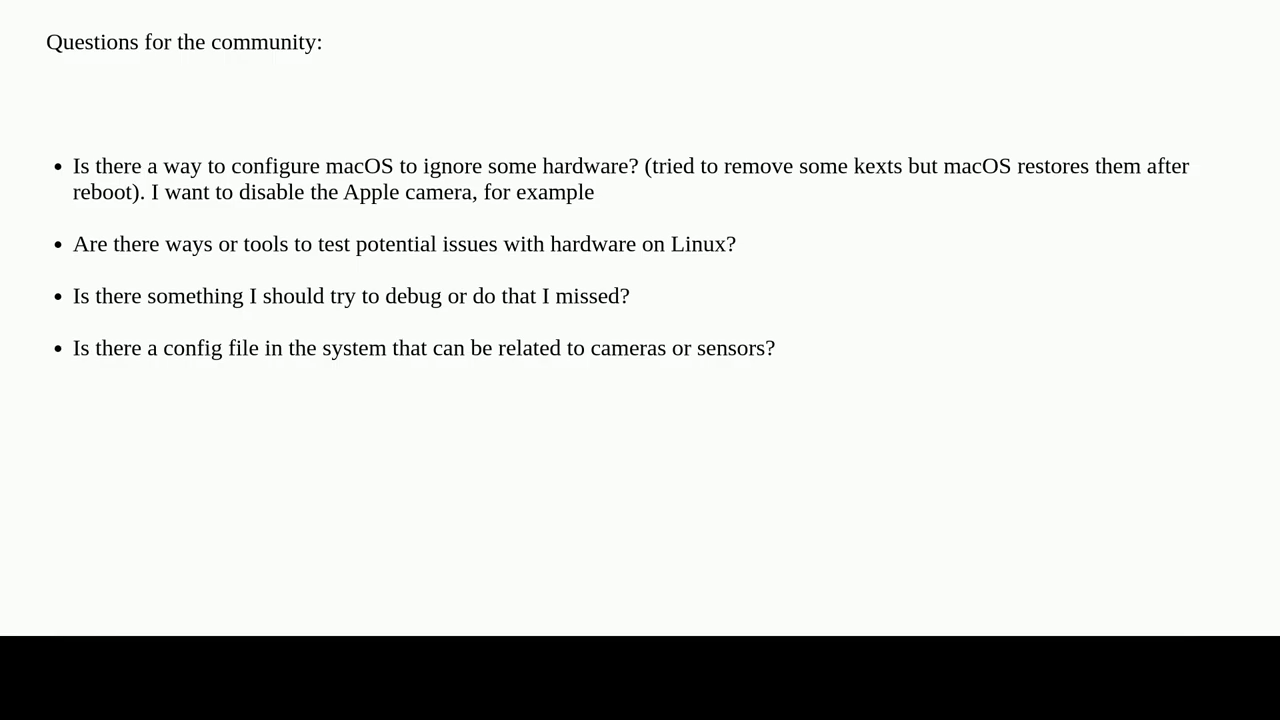 Questions for the community:
• Is there a way to configure macOS to ignore some hardware? (tried to remove some kexts but macOS restores them after
reboot). I want to disable the Apple camera, for example
• Are there ways or tools to test potential issues with hardware on Linux?
• Is there something I should try to debug or do that I missed?
• Is there a config file in the system that can be related to cameras or sensors?